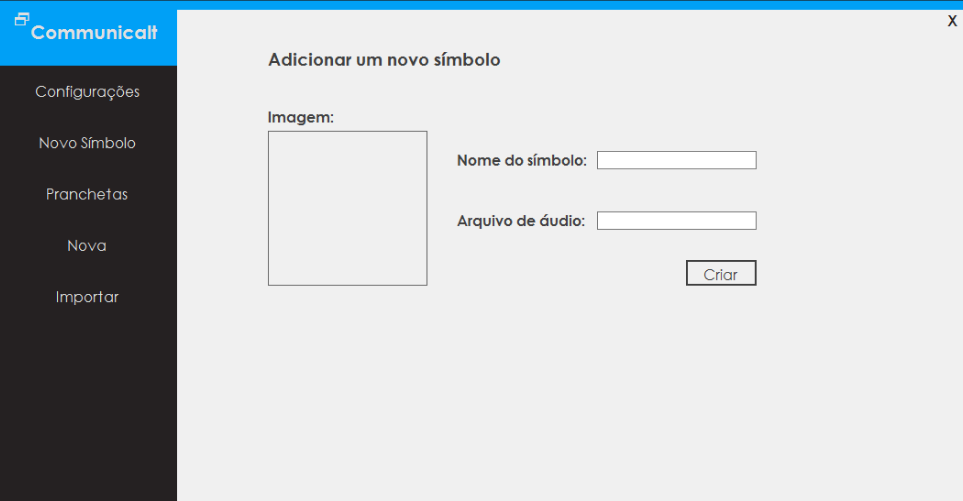 CommunicaIt
X
Configurações
Novo Símbolo
Pranchetas
Nova
Importar
Adicionar um novo símbolo
Imagem:
Nome do símbolo:
Arquivo de áudio:
Criar